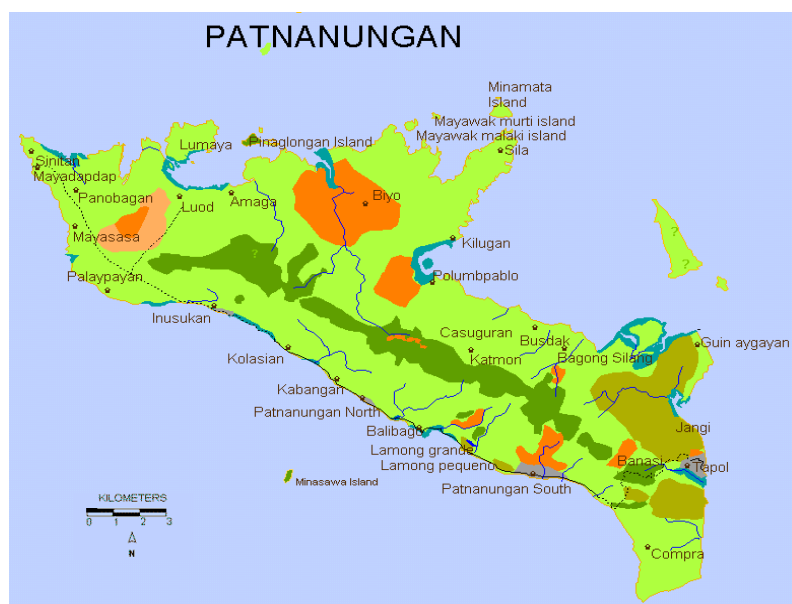 PATNANUNGAN
Minamata
Island
Mayawak murti island
Mayawak malaki island
Sila
Pinaglongan Island
Lumaya
Sinitan
Mayadapdap
Panobagan
Luod
Amaga
Biyo
Mayasasa
Kilugan
?
?
?
Palaypayan
Polumbpablo
Inusukan
Casuguran
Busdak
Guin aygayan
Kolasian
Katmon
Bagong Silang
Kabangan
Patnanungan North
Balibago
Jangi
Lamong grande
Lamong pequeno
Banasi
Tapol
Minasawa Island
Patnanungan South
KILOMETERS
0 1 2 3
N
Compra